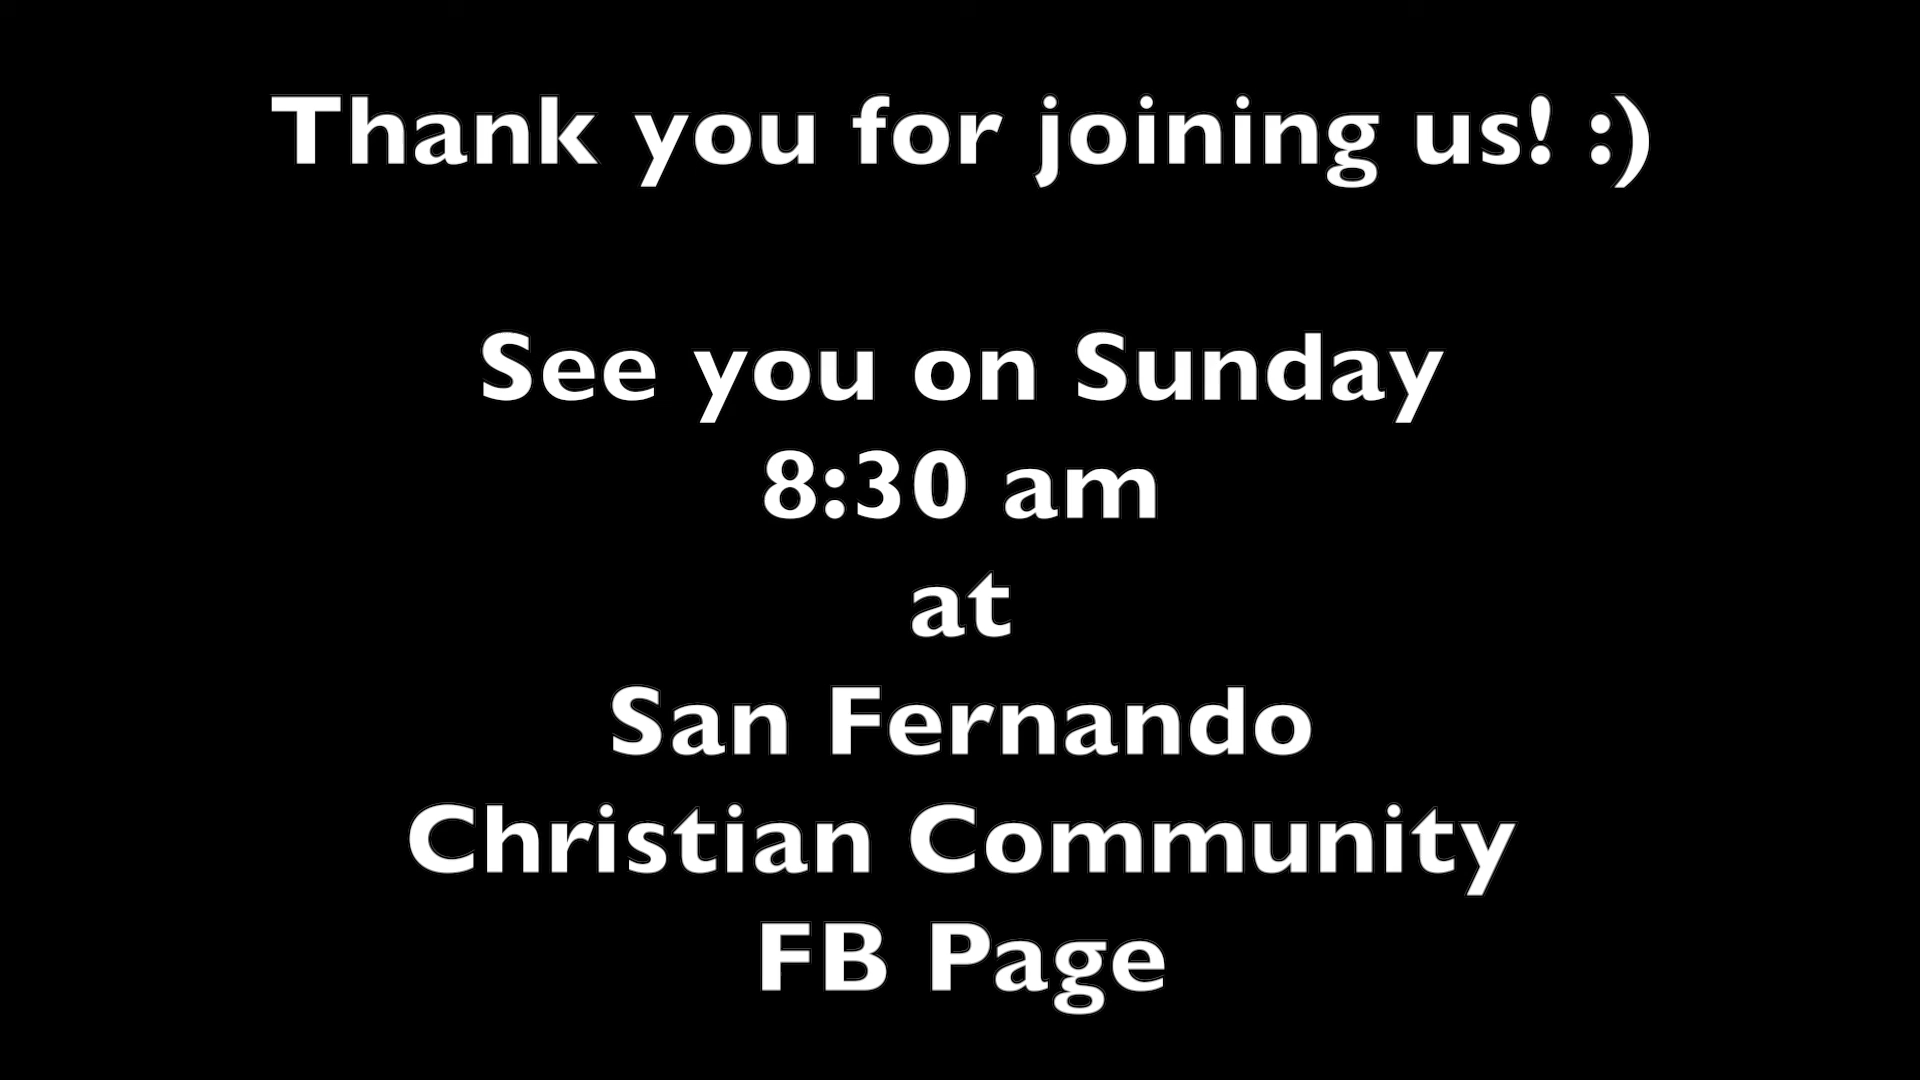 Thank you for joining us! :)
See you on Sunday
8:30 am
at
San Fernando
Christian Community
FB Page